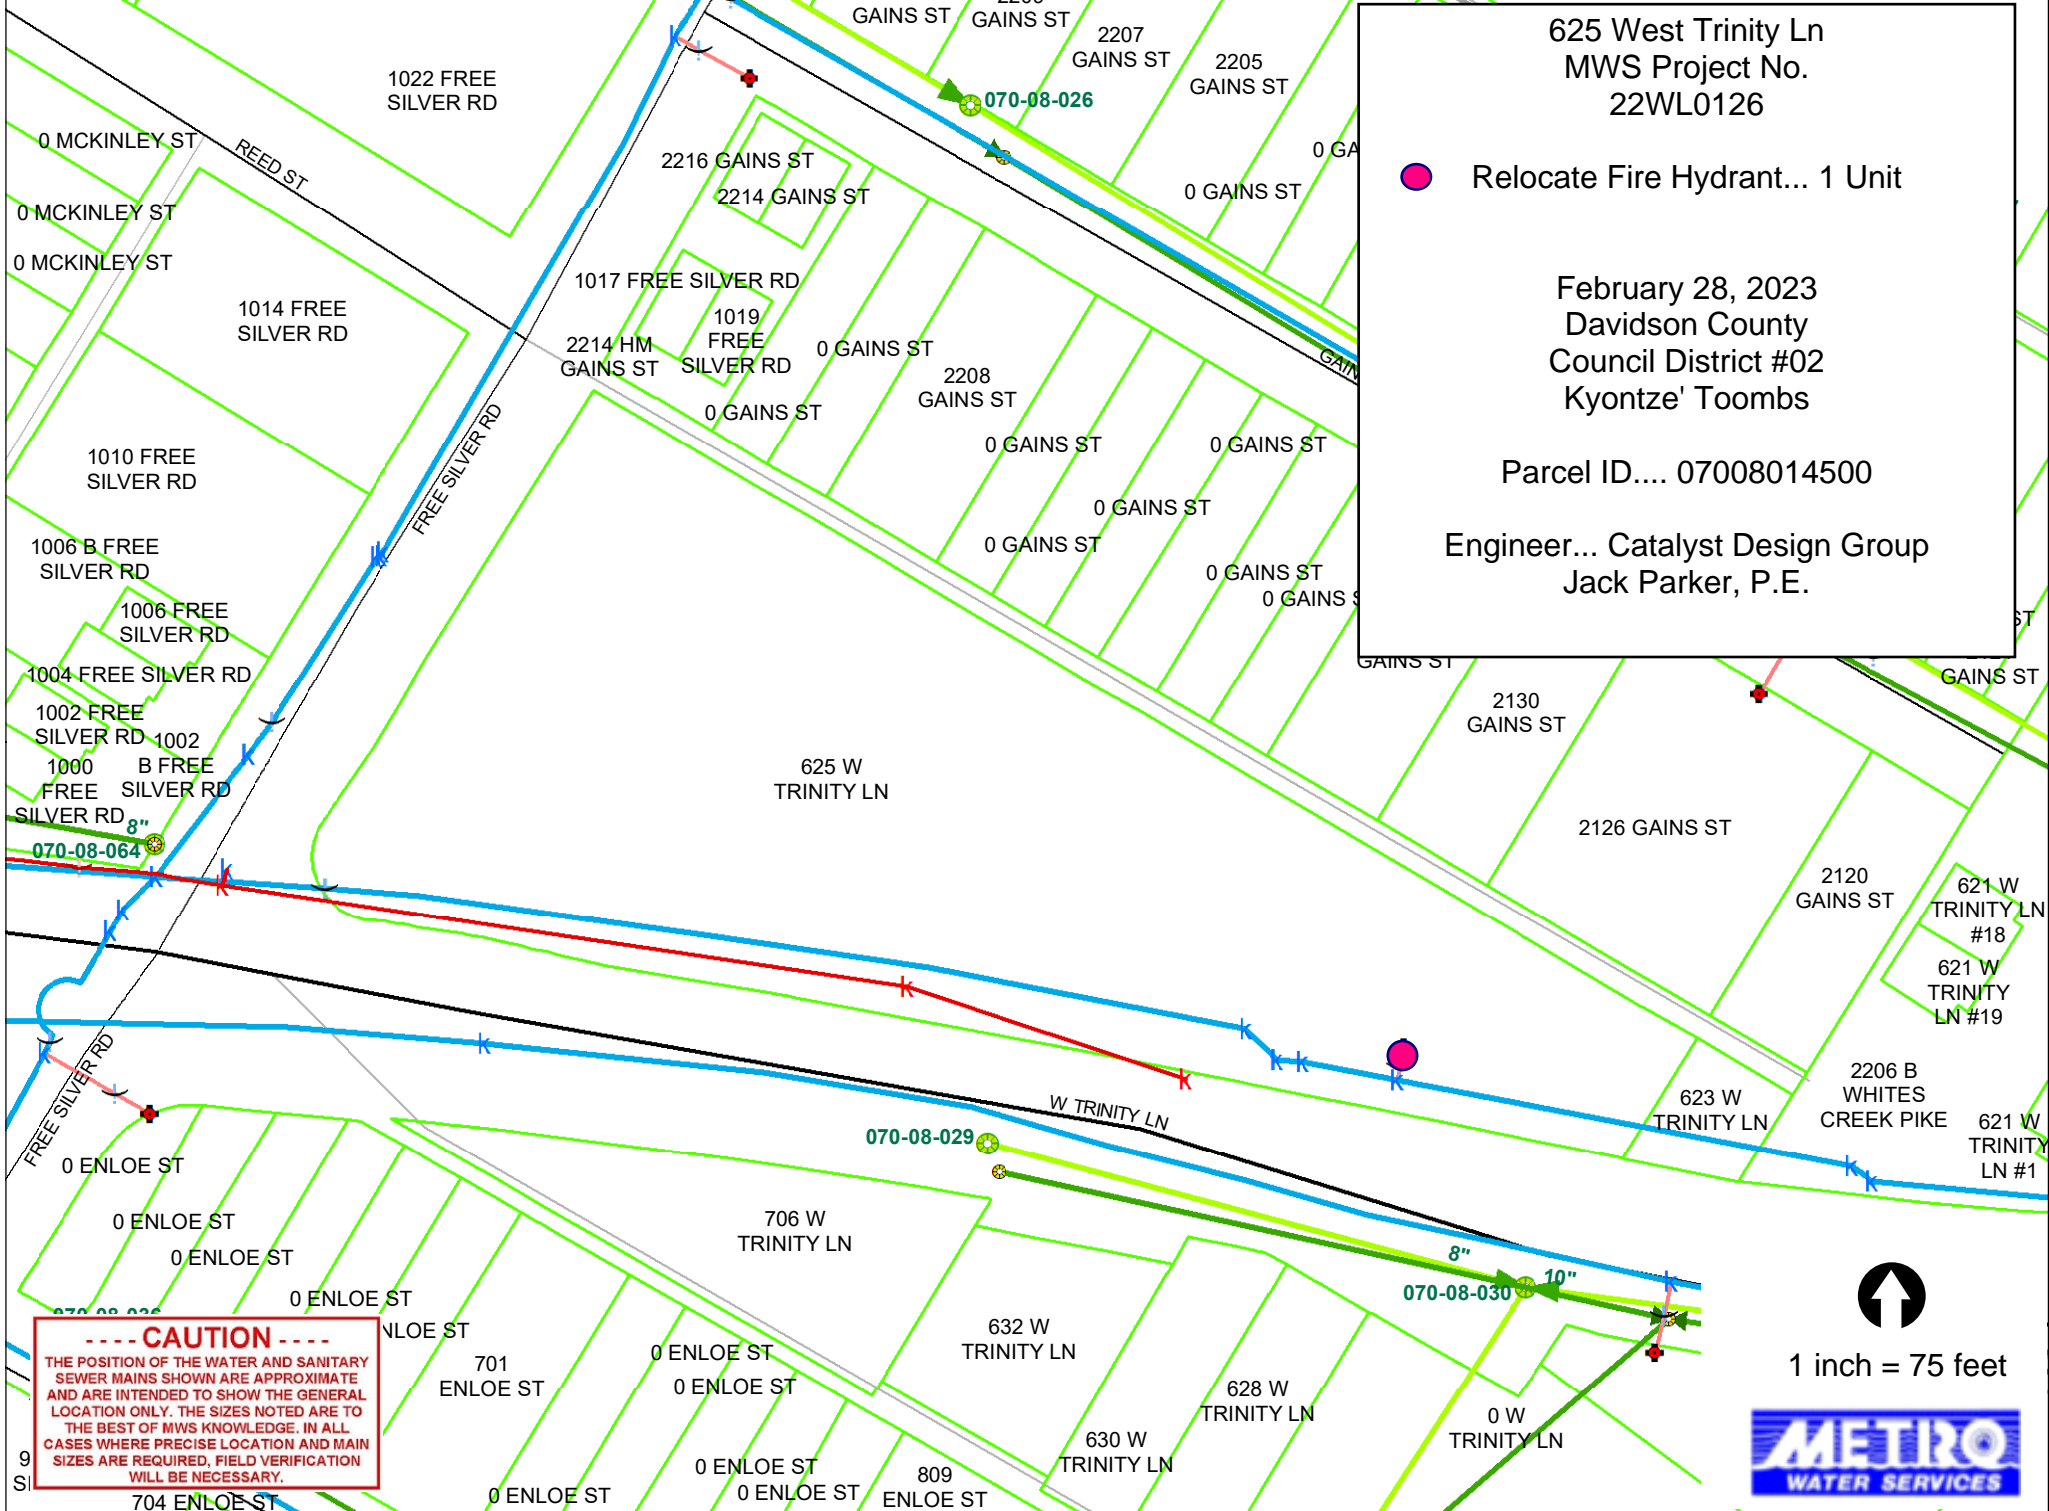 GAINS ST
GAINS ST
2207
GAINS ST
2205
GAINS ST
1022 FREE
SILVER RD
070-08-026
0 MCKINLEY ST
REED ST
2216 GAINS ST
2214 GAINS ST
0 GAINS ST
0 MCKINLEY ST
0 MCKINLEY ST
1014 FREE
SILVER RD
1017 FREE SILVER RD
1019
FREE
SILVER RD
2214 HM
GAINS ST
0 GAINS ST
2208
GAINS ST
0 GAINS ST
0 GAINS ST
0 GAINS ST
0 GAINS ST
0 GAINS ST
0 GAINS ST
0 GAINS
625 West Trinity Ln
MWS Project No.
22WL0126
Relocate Fire Hydrant... 1 Unit
February 28, 2023
Davidson County
Council District #02
Kyontze' Toombs
Parcel ID.... 07008014500
Engineer... Catalyst Design Group
Jack Parker, P.E.
GAINS ST
GAINS ST
FREE SILVER RD
1010 FREE
SILVER RD
1006 B FREE
SILVER RD
1006 FREE
SILVER RD
1004 FREE SILVER RD
1002 FREE
SILVER RD
1002
B FREE
SILVER RD
1000
FREE
SILVER RD
8"
070-08-064
625 W
TRINITY LN
2130
GAINS ST
2126 GAINS ST
2120
GAINS ST
621 W
TRINITY LN
#18
621 W
TRINITY
LN #19
2206 B
WHITES
CREEK PIKE
623 W
TRINITY LN
621 W
TRINITY
LN #1
W TRINITY LN
FREE SILVER RD
070-08-029
0 ENLOE ST
0 ENLOE ST
0 ENLOE ST
0 ENLOE ST
706 W
TRINITY LN
8"
10"
070-08-030
632 W
TRINITY LN
701
ENLOE ST
0 ENLOE ST
0 ENLOE ST
628 W
TRINITY LN
630 W
TRINITY LN
0 W
TRINITY LN
0 ENLOE ST
0 ENLOE ST
0 ENLOE ST
809
ENLOE ST
704 ENLOE ST
---- CAUTION ----
THE POSITION OF THE WATER AND SANITARY
SEWER MAINS SHOWN ARE APPROXIMATE
AND ARE INTENDED TO SHOW THE GENERAL
LOCATION ONLY. THE SIZES NOTED ARE TO
THE BEST OF MWS KNOWLEDGE. IN ALL
CASES WHERE PRECISE LOCATION AND MAIN
SIZES ARE REQUIRED, FIELD VERIFICATION
WILL BE NECESSARY.
1 inch = 75 feet
METRO
WATER SERVICES